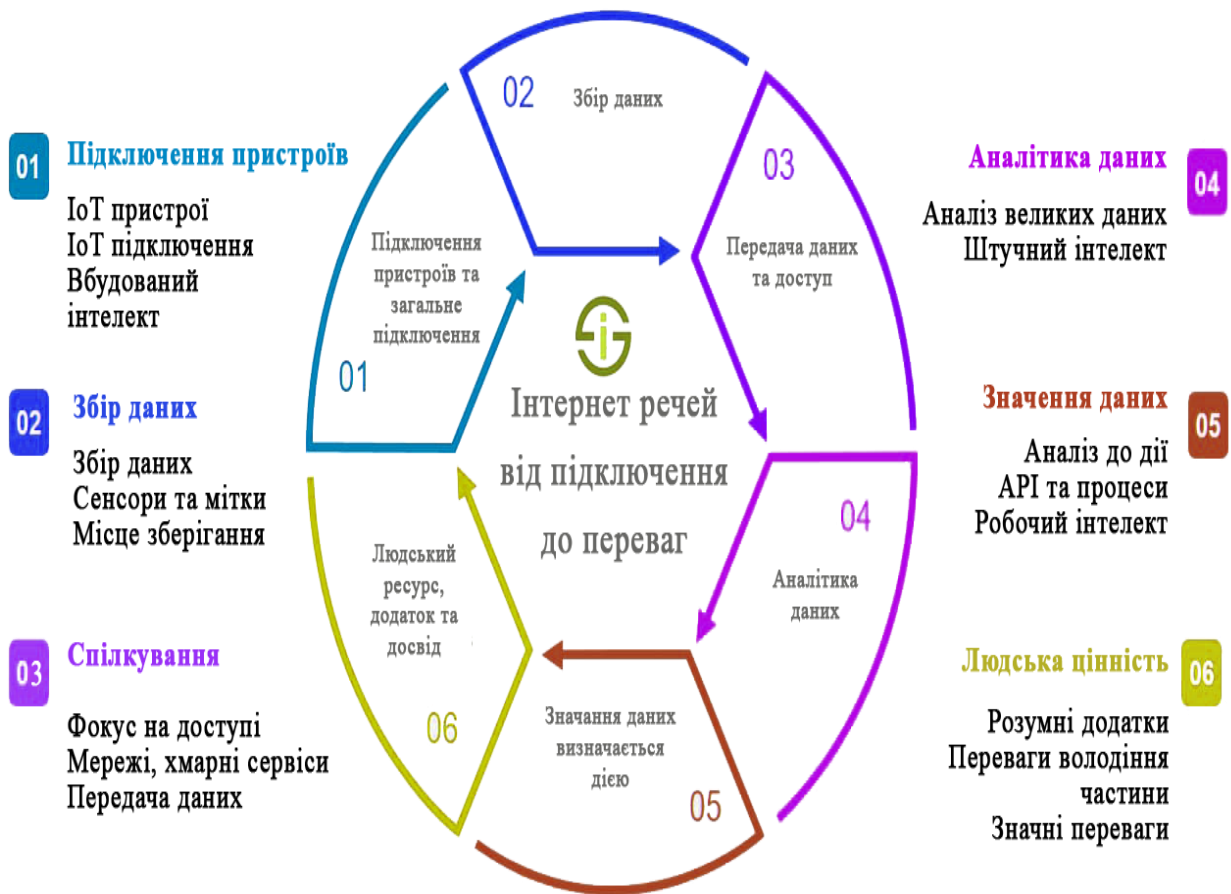 01
Підключення пристроїв
IoT пристрої
IoT підключення
Вбудований
інтелект
02
Збір даних
Збір даних
Сенсори та мітки
Місце зберігання
03
Спілкування
Фокус на доступі
Мережі, хмарні сервіси
Передача даних
01
Підключення
пристроїв та
загальне
підключення
02
Збір даних
03
Передача даних
та доступ
04
Аналітика
даних
05
Значання даних
визначається
дією
06
Людський
ресурс,
додаток та
досвід
i
Інтернет речей
від підключення
до переваг
Аналітика даних
04
Аналіз великих даних
Штучний інтелект
Значення даних
05
Аналіз до дії
API та процеси
Робочий інтелект
Людська цінність
06
Розумні додатки
Переваги володіння
частини
Значні переваги